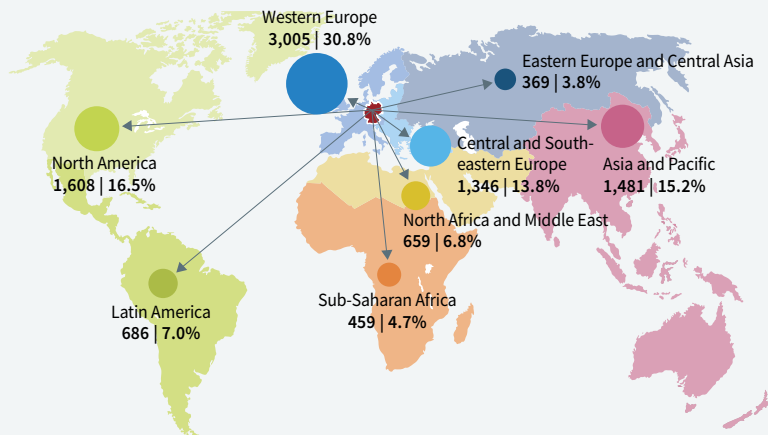 Western Europe
3,005 | 30.8%
Eastern Europe and Central Asia
369 | 3.8%
North America
1,608 | 16.5%
Central and South-
eastern Europe
1,346 | 13.8%
Asia and Pacific
1,481 | 15.2%
North Africa and Middle East
659 | 6.8%
Latin America
686 | 7.0%
Sub-Saharan Africa
459 | 4.7%